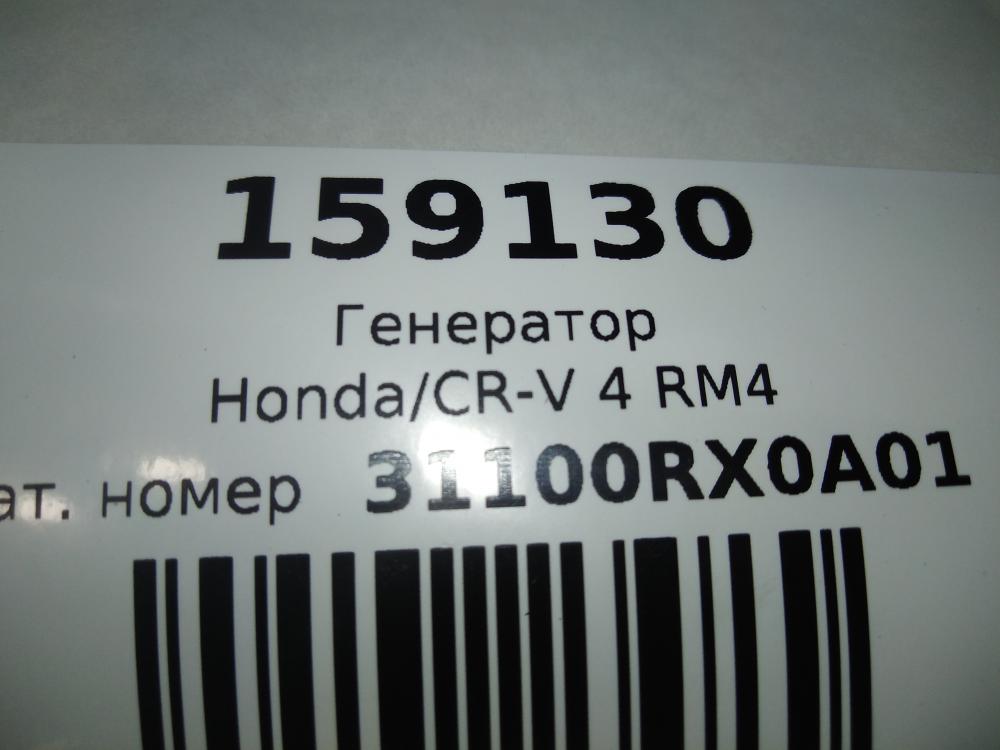 159130
Генератор
Honda/CR-V 4 RM4
ат. номер 31100RX0A01